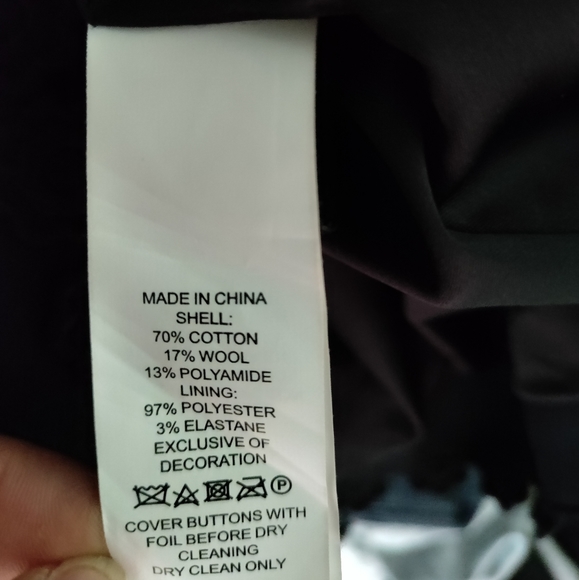 MADE IN CHINA
SHELL:
70% COTTON
17% WOOL
13% POLYAMIDE
LINING:
97% POLYESTER
3% ELASTANE
EXCLUSIVE OF
DECORATION
P
COVER BUTTONS WITH
FOIL BEFORE DRY
CLEANING
DRY CLEAN ONLY